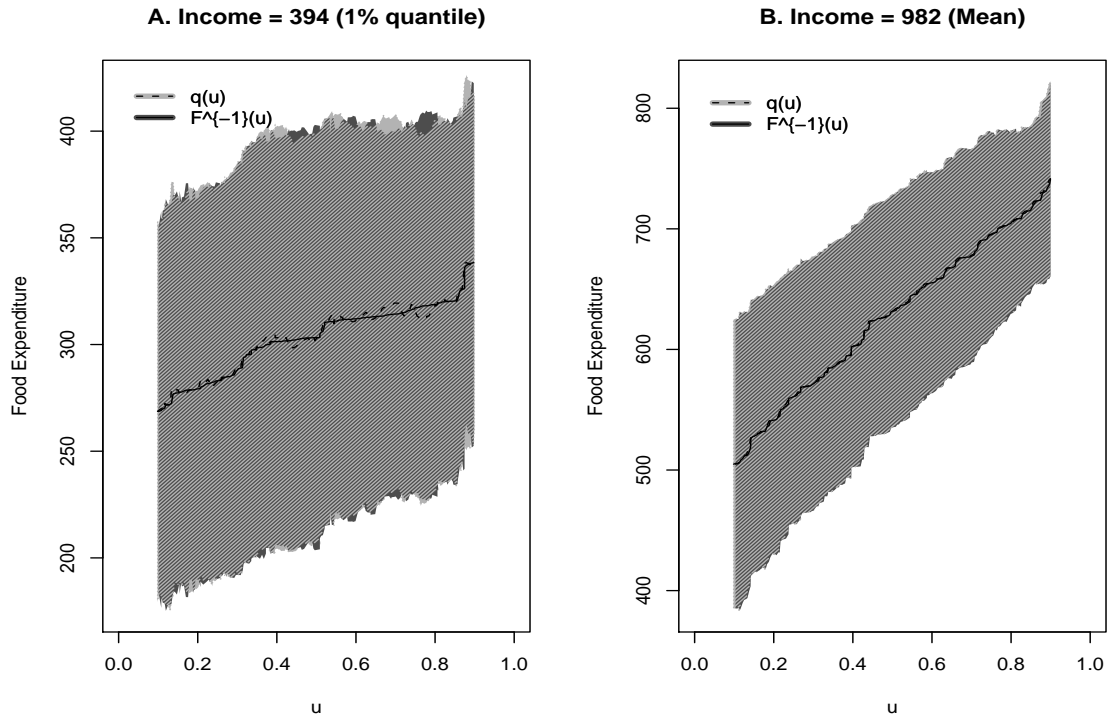 A. Income = 394 (1% quantile)
q(u)
F^{−1}(u)
Food Expenditure
400
350
300
250
200
0.0 0.2 0.4 0.6 0.8 1.0
u
B. Income = 982 (Mean)
q(u)
F^{−1}(u)
Food Expenditure
800
700
600
500
400
0.0 0.2 0.4 0.6 0.8 1.0
u